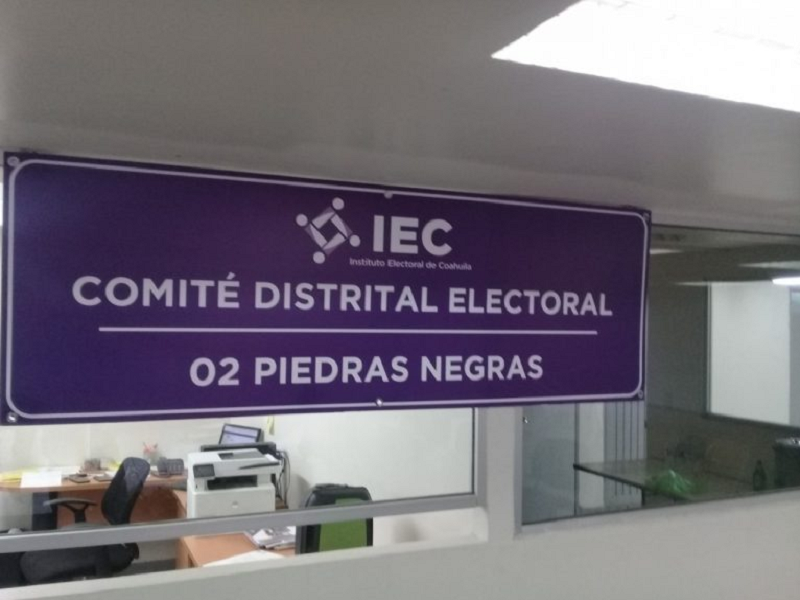 IEC
Instituto Electoral de Coahuila
COMITÉ DISTRITAL ELECTORAL
02 PIEDRAS NEGRAS